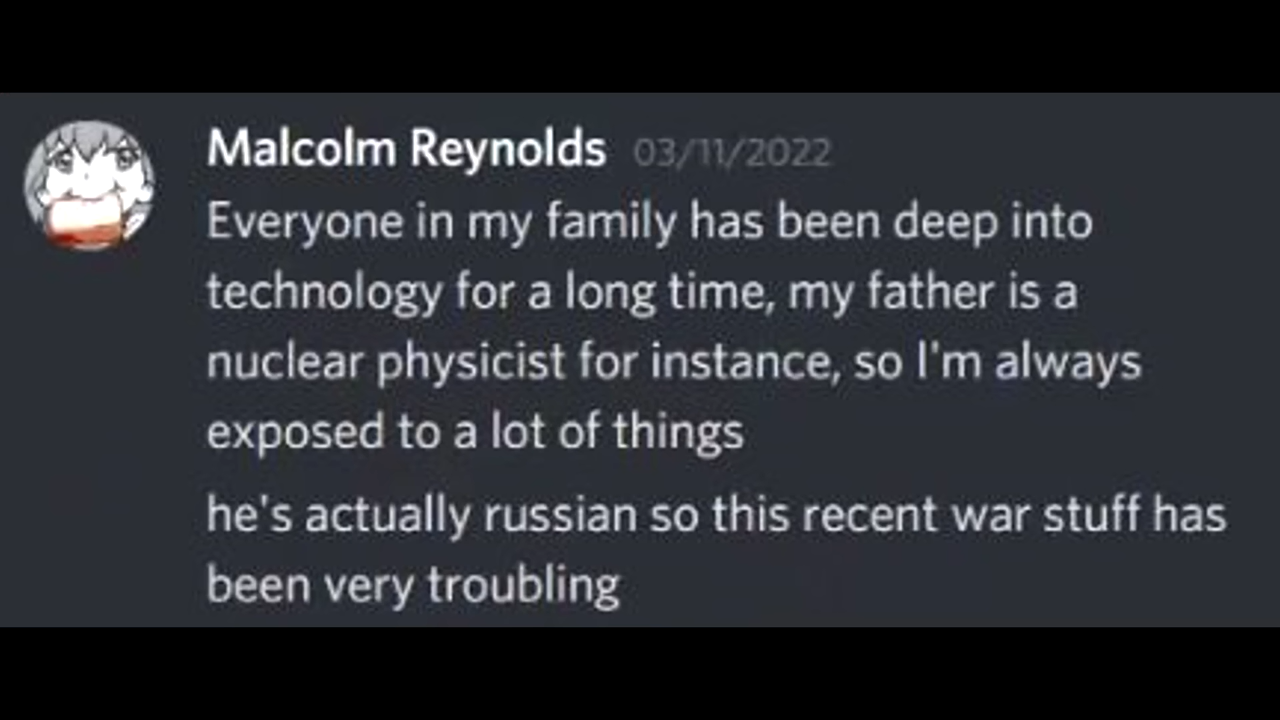 Malcolm Reynolds 03/11/2022
Everyone in my family has been deep into
technology for a long time, my father is a
nuclear physicist for instance, so I'm always
exposed to a lot of things
he's actually russian so this recent war stuff has
been very troubling